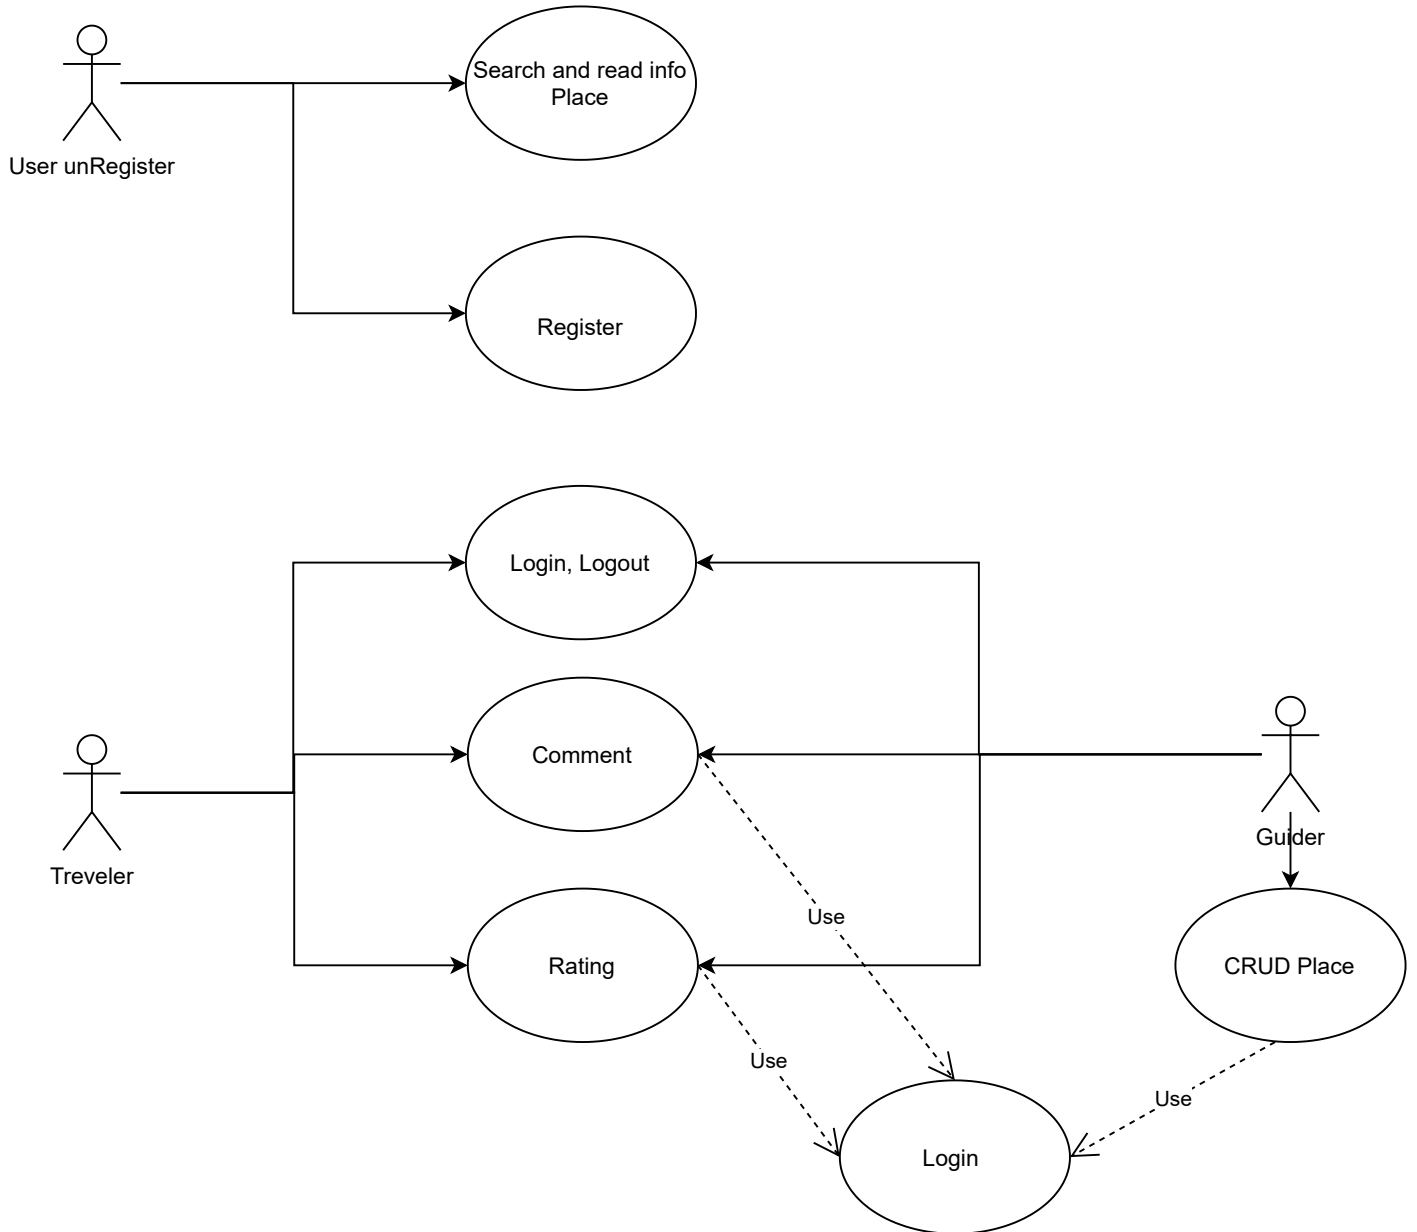 Search and read info
Place
User unRegister
Register
Login, Logout
Comment
Guider
Treveler
Use
Rating
CRUD Place
Use
Use
Login